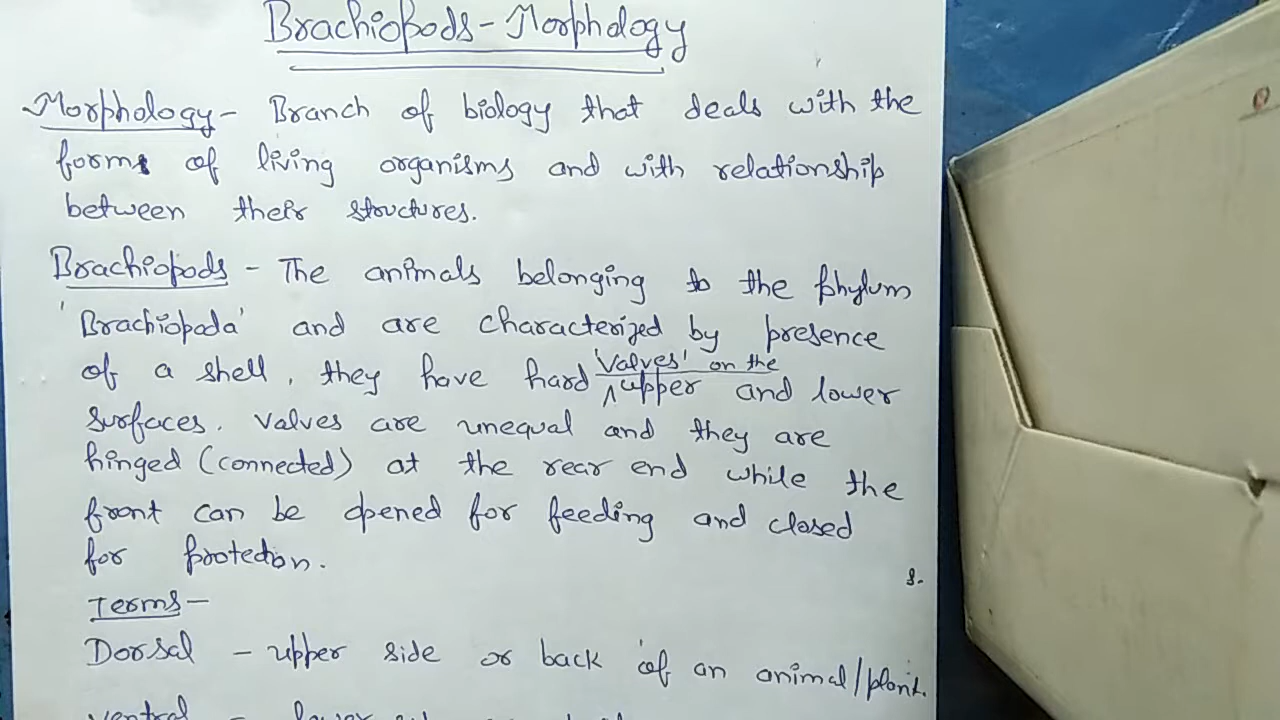 Brachiopods - Morphology
Morphology - Branch of biology that deals with the
forms of living organisms and with relationship
between their structures.
Brachiopods - The animals belonging to the phylum
'Brachiopoda' and are characterized by presence
of a shell, they have hard 'valves' on the upper and lower
surfaces. Valves are unequal and they are
hinged (connected) at the rear end while the
front can be opened for feeding and closed
for protection.
Terms -
Dorsal - upper side or back of an animal/plant.
ventral - lower